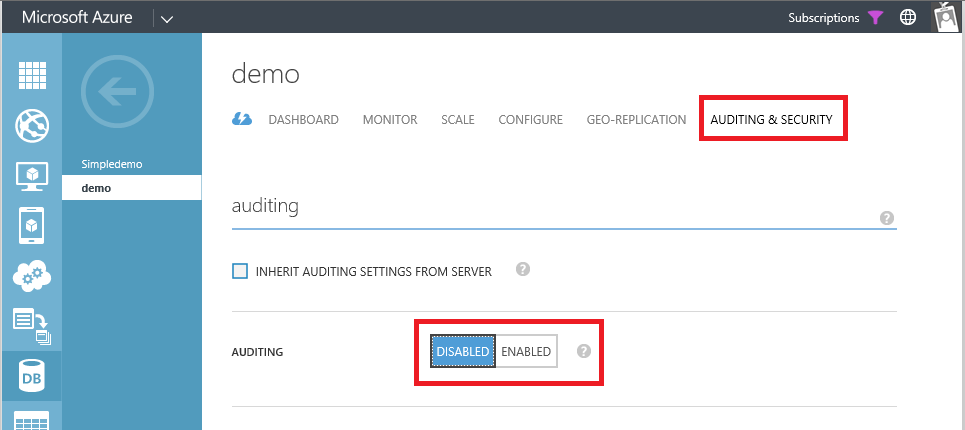 Microsoft Azure
Subscriptions
demo
DASHBOARD MONITOR SCALE CONFIGURE GEO-REPLICATION AUDITING & SECURITY
Simpledemo
demo
auditing
?
INHERIT AUDITING SETTINGS FROM SERVER ?
AUDITING DISABLED ENABLED ?
DB